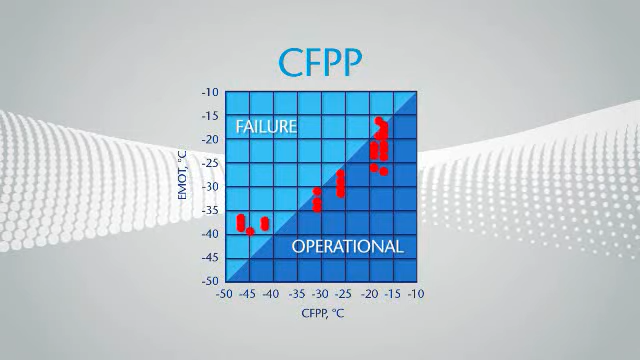 CFPP
-10
-15
-20
-25
-30
-35
-40
-45
-50
EMOT, °C
FAILURE
OPERATIONAL
-50 -45 -40 -35 -30 -25 -20 -15 -10
CFPP, °C